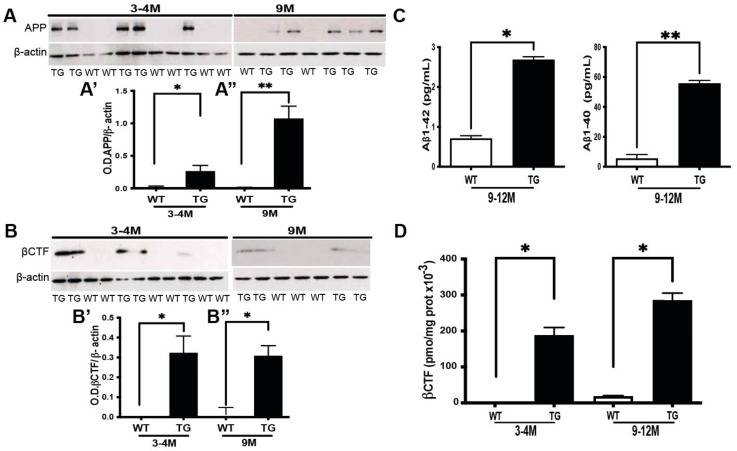 A
3-4M
9M
APP
β-actin
TG TG WT WT TG TG WT WT TG WT WT
WT TG TG WT TG TG TG
A'
A''
O.D.APP/β- actin
1.5
1.0
0.5
0.0
*
**
WT TG WT TG
3-4M
9M
B
3-4M
9M
βCTF
β-actin
TG TG WT WT TG TG WT WT TG WT WT
TG TG WT WT WT TG TG
B'
B''
O.D.βCTF/β- actin
0.5
0.4
0.3
0.2
0.1
0.0
*
*
WT TG WT TG
3-4M
9M
C
Aβ1-42 (pg/mL)
3
2
1
0
*
WT TG
9-12M
Aβ1-40 (pg/mL)
80
60
40
20
0
**
WT TG
9-12M
D
βCTF (pmo/mg prot x10⁻³)
400
300
200
100
0
*
*
WT TG WT TG
3-4M
9-12M